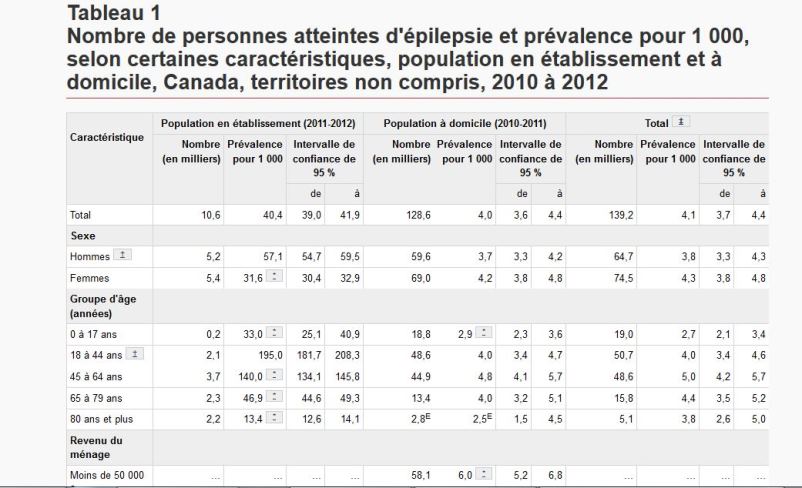 Tableau 1
Nombre de personnes atteintes d'épilepsie et prévalence pour 1 000,
selon certaines caractéristiques, population en établissement et à
domicile, Canada, territoires non compris, 2010 à 2012
Caractéristique Population en établissement (2011-2012) Population à domicile (2010-2011) Total ‡
Nombre Prévalence Intervalle de Nombre Prévalence Intervalle de Nombre Prévalence Intervalle de
(en milliers) pour 1 000 confiance de (en milliers) pour 1 000 confiance de (en milliers) pour 1 000 confiance de
95 % 95 % 95 %
de à de à de à
Total 10,6 40,4 39,0 41,9 128,6 4,0 3,6 4,4 139,2 4,1 3,7 4,4
Sexe
Hommes 5,2 57,1 54,7 59,5 59,6 3,7 3,3 4,2 64,7 3,8 3,3 4,3
Femmes 5,4 31,6 30,4 32,9 69,0 4,2 3,8 4,8 74,5 4,3 3,8 4,8
Groupe d'âge
(années)
0 à 17 ans 0,2 33,0 25,1 40,9 18,8 2,9 2,3 3,6 19,0 2,7 2,1 3,4
18 à 44 ans 2,1 195,0 181,7 208,3 48,6 4,0 3,4 4,7 50,7 4,0 3,4 4,6
45 à 64 ans 3,7 140,0 134,1 145,8 44,9 4,8 4,1 5,7 48,6 5,0 4,2 5,7
65 à 79 ans 2,3 46,9 44,6 49,3 13,4 4,0 3,2 5,1 15,8 4,4 3,5 5,2
80 ans et plus 2,2 13,4 12,6 14,1 2,8E 2,5E 1,5 4,5 5,1 3,8 2,6 5,0
Revenu du
ménage
Moins de 50 000 ... ... ... ... 58,1 6,0 5,2 6,8 ... ... ... ...